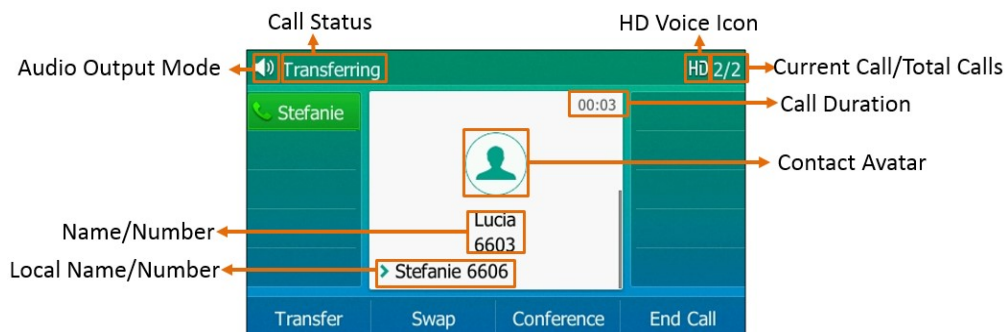 Call Status
HD Voice Icon
Audio Output Mode
Transferring
HD 2/2
Current Call/Total Calls
Stefanie
00:03
Call Duration
Contact Avatar
Lucia
6603
Name/Number
Local Name/Number
> Stefanie 6606
Transfer Swap Conference End Call